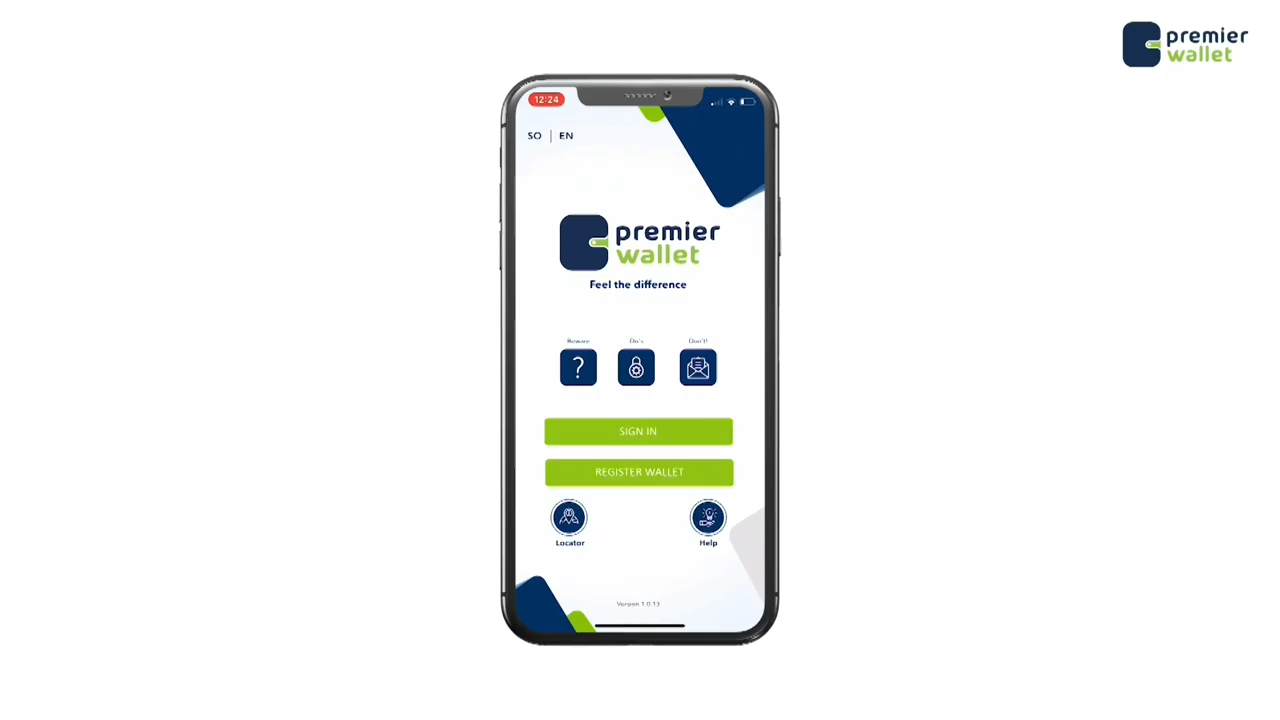 premier
wallet
12:24
SO | EN
premier
wallet
Feel the difference
Beware
Do's
Don't!
SIGN IN
REGISTER WALLET
Locator
Help
Version 1.0.13